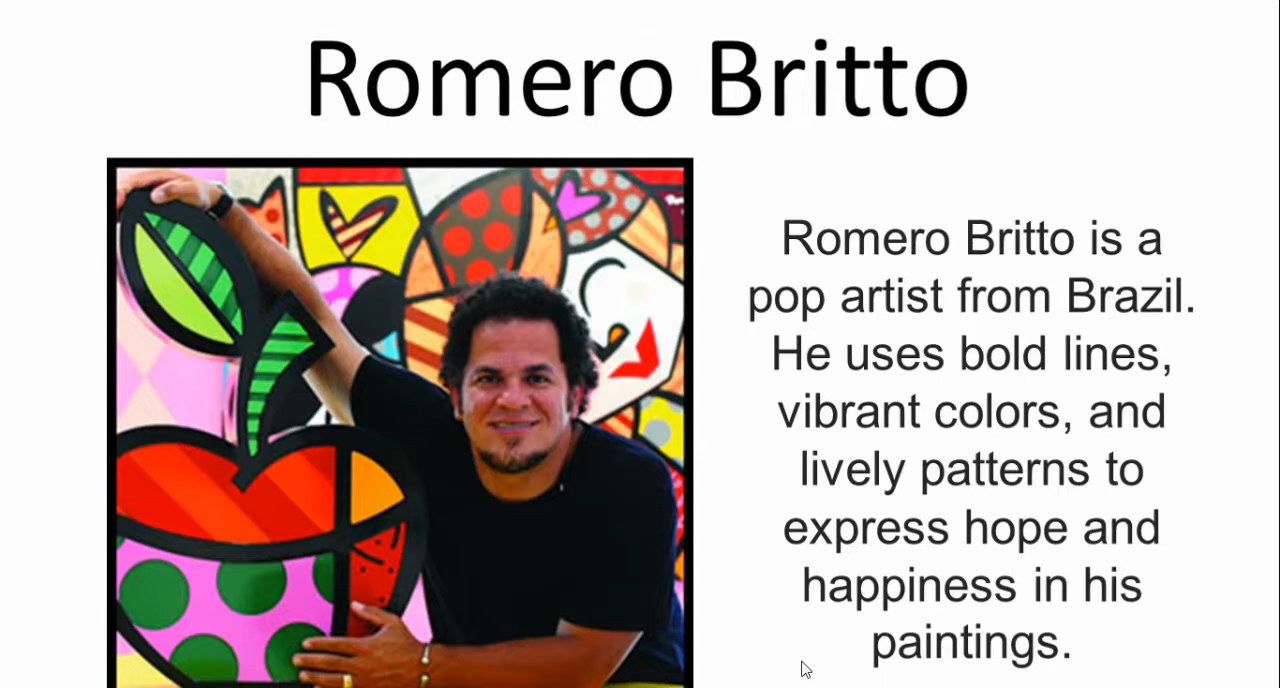 Romero Britto
Romero Britto is a
pop artist from Brazil.
He uses bold lines,
vibrant colors, and
lively patterns to
express hope and
happiness in his
paintings.